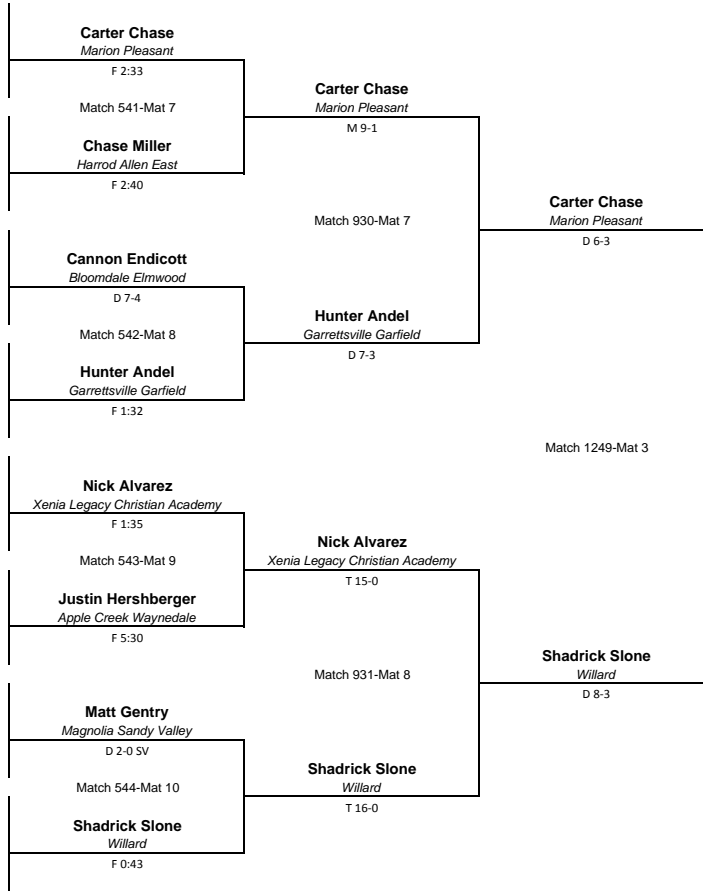 Carter Chase
Marion Pleasant
F 2:33
Match 541-Mat 7
Chase Miller
Harrod Allen East
F 2:40
Carter Chase
Marion Pleasant
M 9-1
Match 930-Mat 7
Cannon Endicott
Bloomdale Elmwood
D 7-4
Match 542-Mat 8
Hunter Andel
Garrettsville Garfield
F 1:32
Hunter Andel
Garrettsville Garfield
D 7-3
Carter Chase
Marion Pleasant
D 6-3
Match 1249-Mat 3
Nick Alvarez
Xenia Legacy Christian Academy
F 1:35
Match 543-Mat 9
Justin Hershberger
Apple Creek Waynedale
F 5:30
Nick Alvarez
Xenia Legacy Christian Academy
T 15-0
Match 931-Mat 8
Matt Gentry
Magnolia Sandy Valley
D 2-0 SV
Match 544-Mat 10
Shadrick Slone
Willard
F 0:43
Shadrick Slone
Willard
T 16-0
Shadrick Slone
Willard
D 8-3